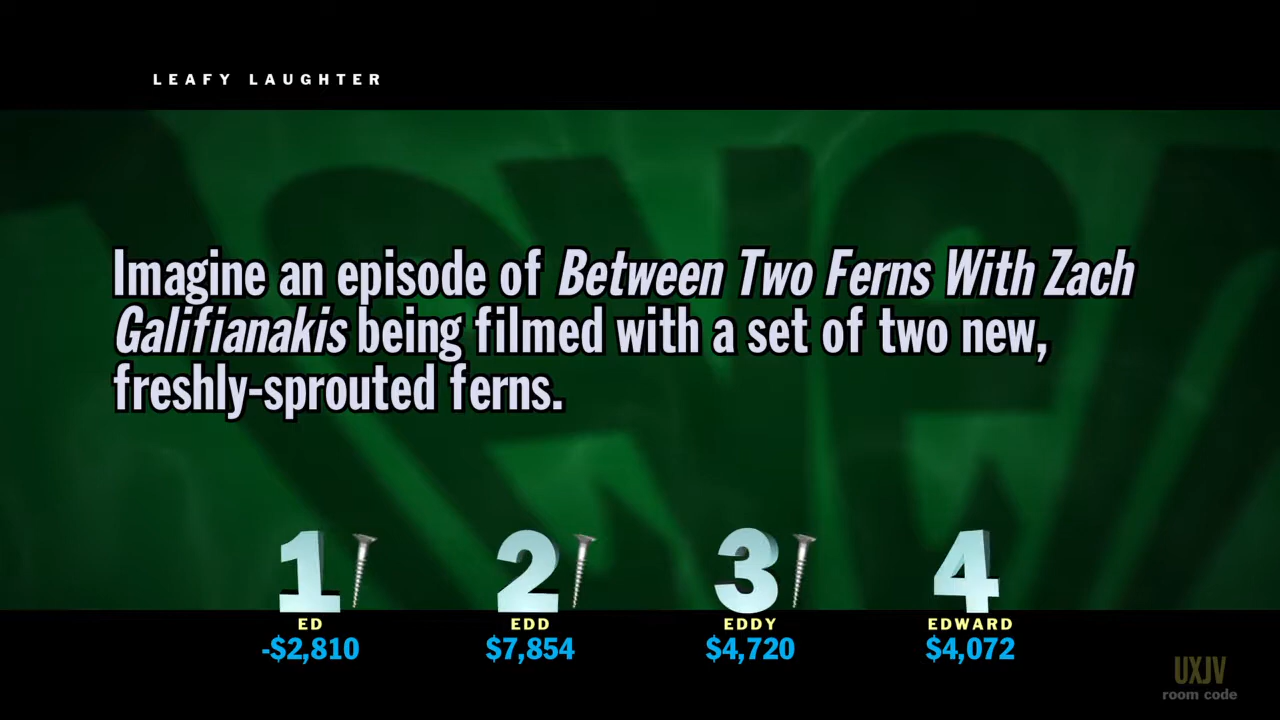 LEAFY LAUGHTER
Imagine an episode of Between Two Ferns With Zach
Galifianakis being filmed with a set of two new,
freshly-sprouted ferns.
1 2 3 4
ED EDD EDDY EDWARD
-$2,810 $7,854 $4,720 $4,072
UXJV
room code